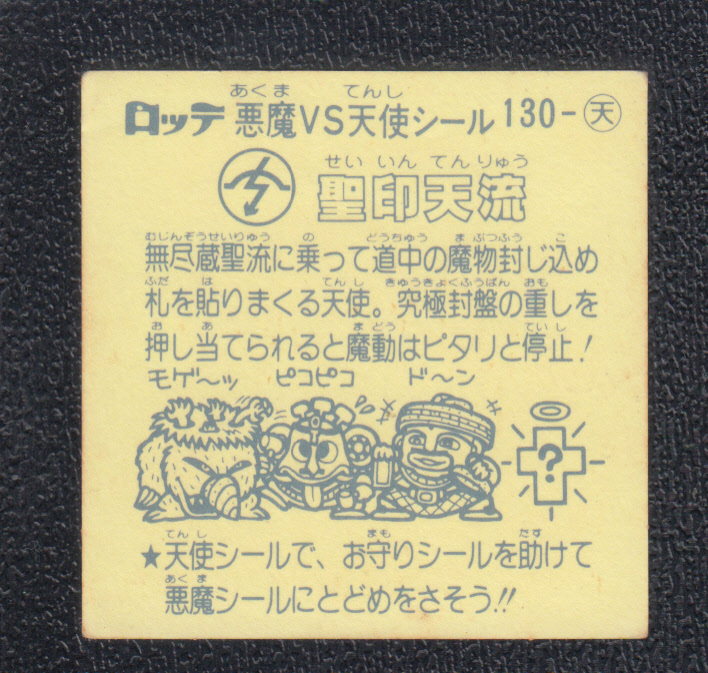 あくま てんし
ロッテ 悪魔VS天使シール 130-天
せい いん てん りゅう
聖印天流
むじんぞうせいりゅう の どうちゅう まぶつふう こ
無尽蔵聖流に乗って道中の魔物封じ込め
ふだ は てんし きゅうきょくふうばん おも
札を貼りまくる天使。究極封盤の重しを
お あ まどう ていし
押し当てられると魔動はピタリと停止!
モゲ〜ッ ピコピコ ド〜ン
?
てんし まも たす
★天使シールで、お守りシールを助けて
あくま
悪魔シールにとどめをさそう!!